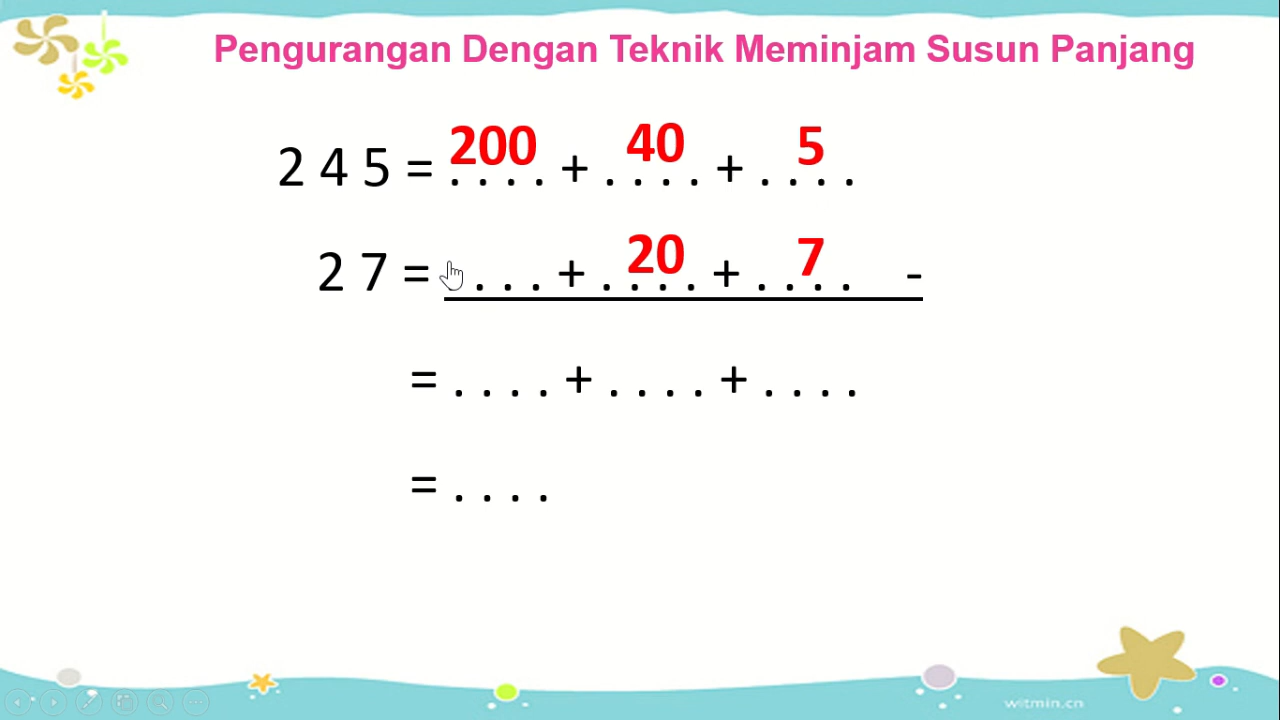 Pengurangan Dengan Teknik Meminjam Susun Panjang
2 4 5 = 200 + 40 + 5
. . . . . . . . . . . .
2 7 = . . . + 20 + 7 -
. . . . . . . .
= . . . . + . . . . + . . . .
= . . . .
witmin.cn